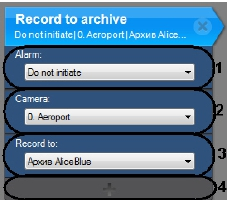 Record to archive
Do not initiate | 0. Aeroport | Архив Alice...
Alarm:
Do not initiate
1
Camera:
0. Aeroport
2
Record to:
Архив AliceBlue
3
4